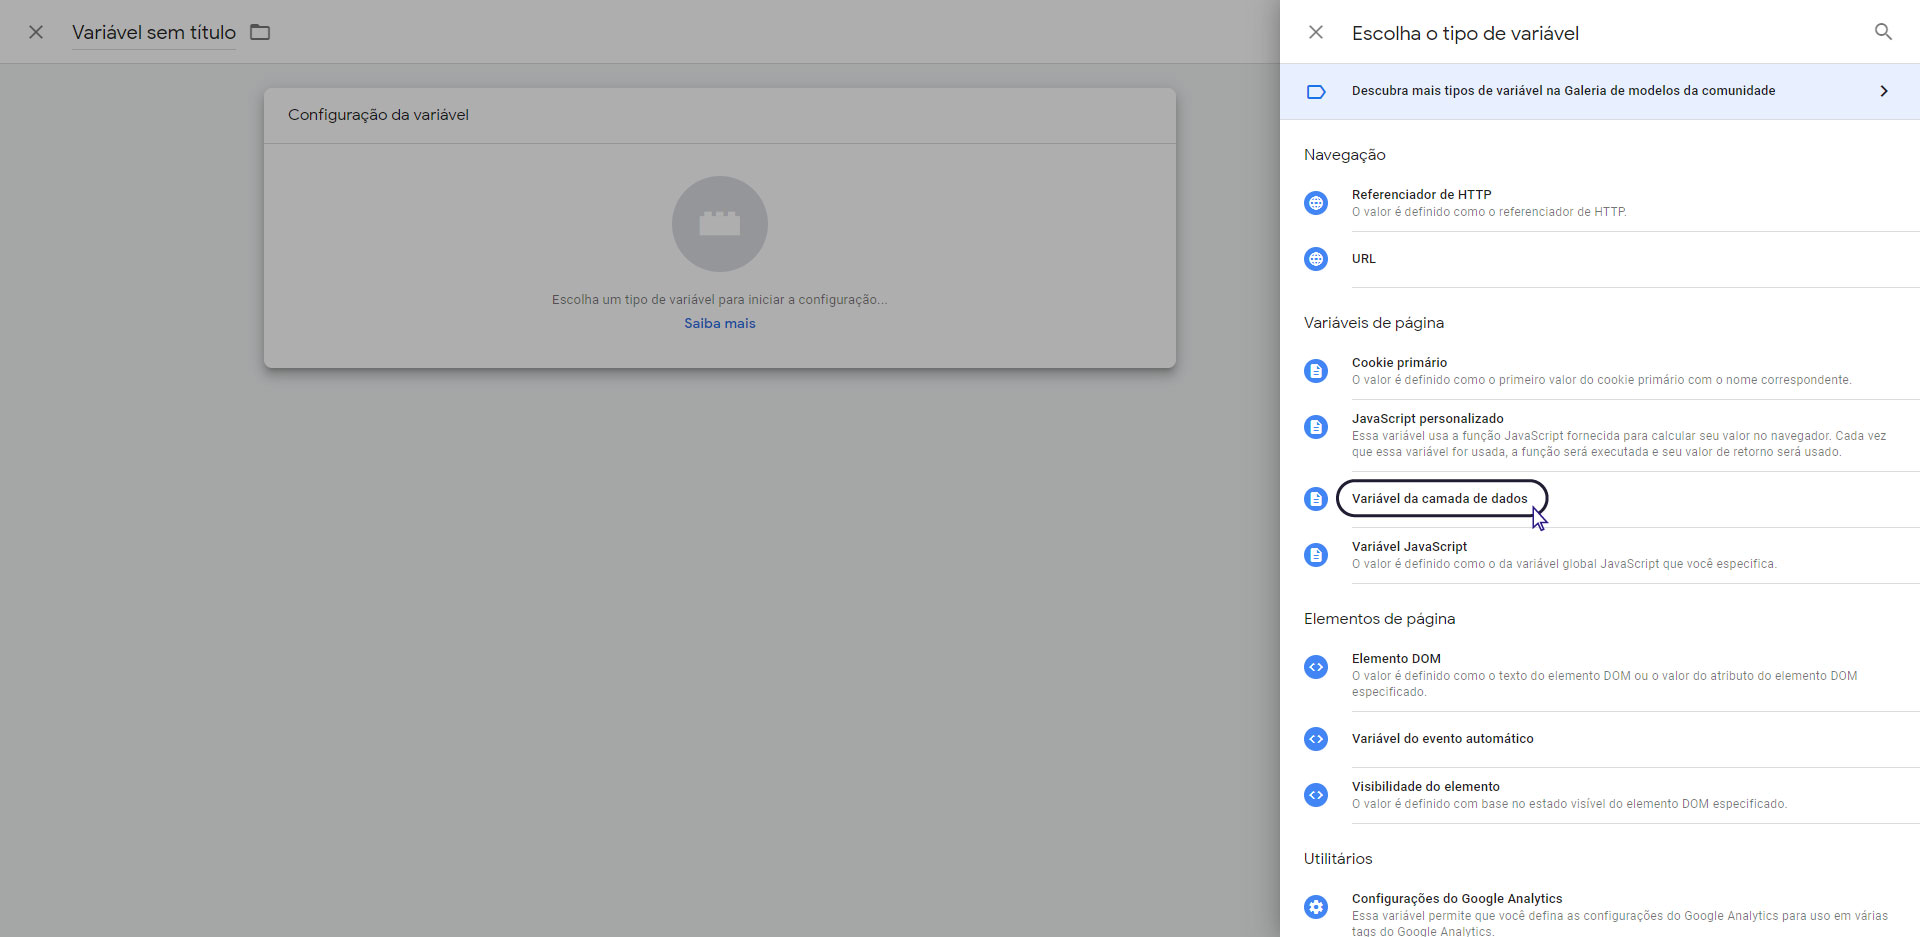 Variável sem título
Configuração da variável
Escolha um tipo de variável para iniciar a configuração...
Saiba mais
Escolha o tipo de variável
Descubra mais tipos de variável na Galeria de modelos da comunidade
Navegação
Referenciador de HTTP
O valor é definido como o referenciador de HTTP.
URL
Variáveis de página
Cookie primário
O valor é definido como o primeiro valor do cookie primário com o nome correspondente.
JavaScript personalizado
Essa variável usa a função JavaScript fornecida para calcular seu valor no navegador. Cada vez
que essa variável for usada, a função será executada e seu valor de retorno será usado.
Variável da camada de dados
Variável JavaScript
O valor é definido como o da variável global JavaScript que você especifica.
Elementos de página
Elemento DOM
O valor é definido como o texto do elemento DOM ou o valor do atributo do elemento DOM
especificado.
Variável do evento automático
Visibilidade do elemento
O valor é definido com base no estado visível do elemento DOM especificado.
Utilitários
Configurações do Google Analytics
Essa variável permite que você defina as configurações do Google Analytics para uso em várias
tags do Google Analytics.